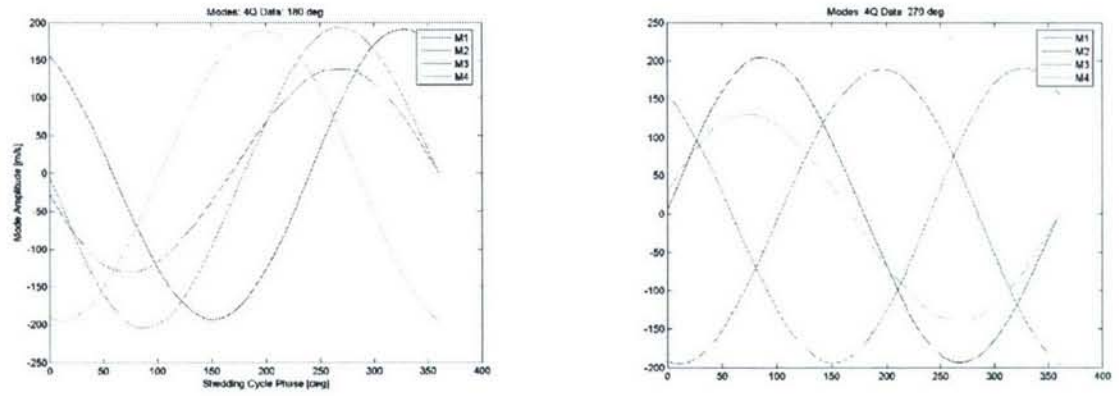 Modes: 4Q Data: 180 deg
200
150
100
50
0
-50
-100
-150
-200
-250
Mode Amplitude [m/s]
0 50 100 150 200 250 300 350 400
Shedding Cycle Phase [deg]
M1
M2
M3
M4
Modes 4Q Data 270 deg
250
200
150
100
50
0
-50
-100
-150
-200
0 50 100 150 200 250 300 350 400
M1
M2
M3
M4